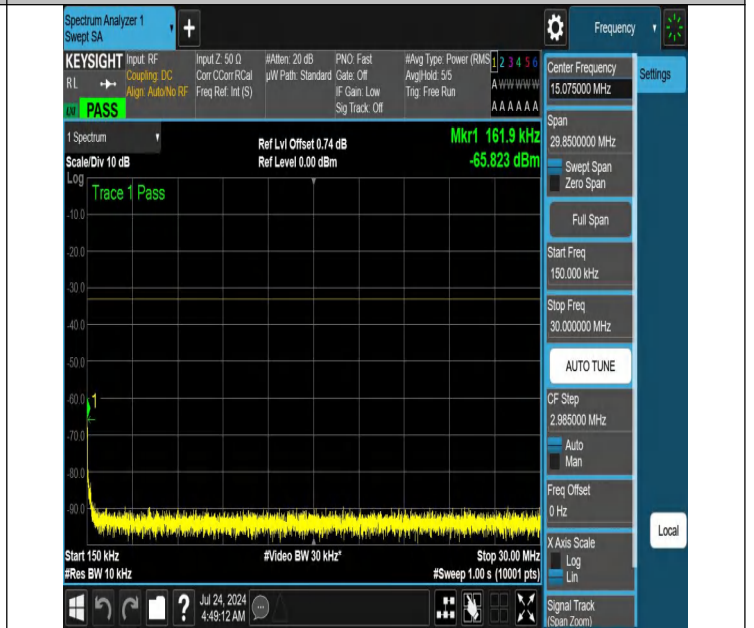 Spectrum Analyzer 1
Swept SA
Frequency
KEYSIGHT
RL
PASS
Input: RF
Coupling: DC
Align: Auto/No RF
Input Z: 50 Ω
Corr CCorr RCal
Freq Ref: Int (S)
#Atten: 20 dB
µW Path: Standard
PNO: Fast
Gate: Off
IF Gain: Low
Sig Track: Off
#Avg Type: Power (RMS
Avg|Hold: 5/5
Trig: Free Run
1 2 3 4 5 6
A W W W W W
A A A A A A
1 Spectrum
Scale/Div 10 dB
Ref Lvl Offset 0.74 dB
Ref Level 0.00 dBm
Mkr1 161.9 kHz
-65.823 dBm
Log
Trace 1 Pass
-10.0
-20.0
-30.0
-40.0
-50.0
-60.0
1
-70.0
-80.0
-90.0
Start 150 kHz
#Video BW 30 kHz*
Stop 30.00 MHz
#Res BW 10 kHz
#Sweep 1.00 s (10001 pts)
Jul 24, 2024
4:49:12 AM
Center Frequency
15.075000 MHz
Settings
Span
29.8500000 MHz
Swept Span
Zero Span
Full Span
Start Freq
150.000 kHz
Stop Freq
30.000000 MHz
AUTO TUNE
CF Step
2.985000 MHz
Auto
Man
Freq Offset
0 Hz
Local
X Axis Scale
Log
Lin
Signal Track
(Span Zoom)